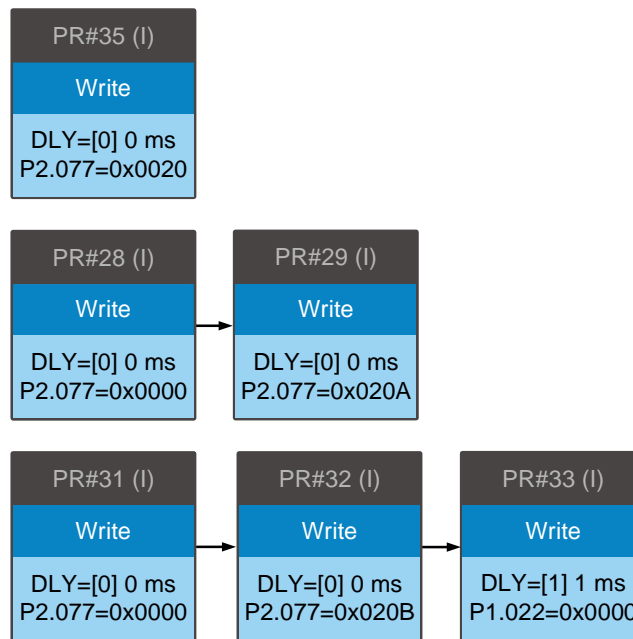 PR#35 (I)
Write
DLY=[0] 0 ms
P2.077=0x0020
PR#28 (I)
Write
DLY=[0] 0 ms
P2.077=0x0000
PR#29 (I)
Write
DLY=[0] 0 ms
P2.077=0x020A
PR#31 (I)
Write
DLY=[0] 0 ms
P2.077=0x0000
PR#32 (I)
Write
DLY=[0] 0 ms
P2.077=0x020B
PR#33 (I)
Write
DLY=[1] 1 ms
P1.022=0x0000